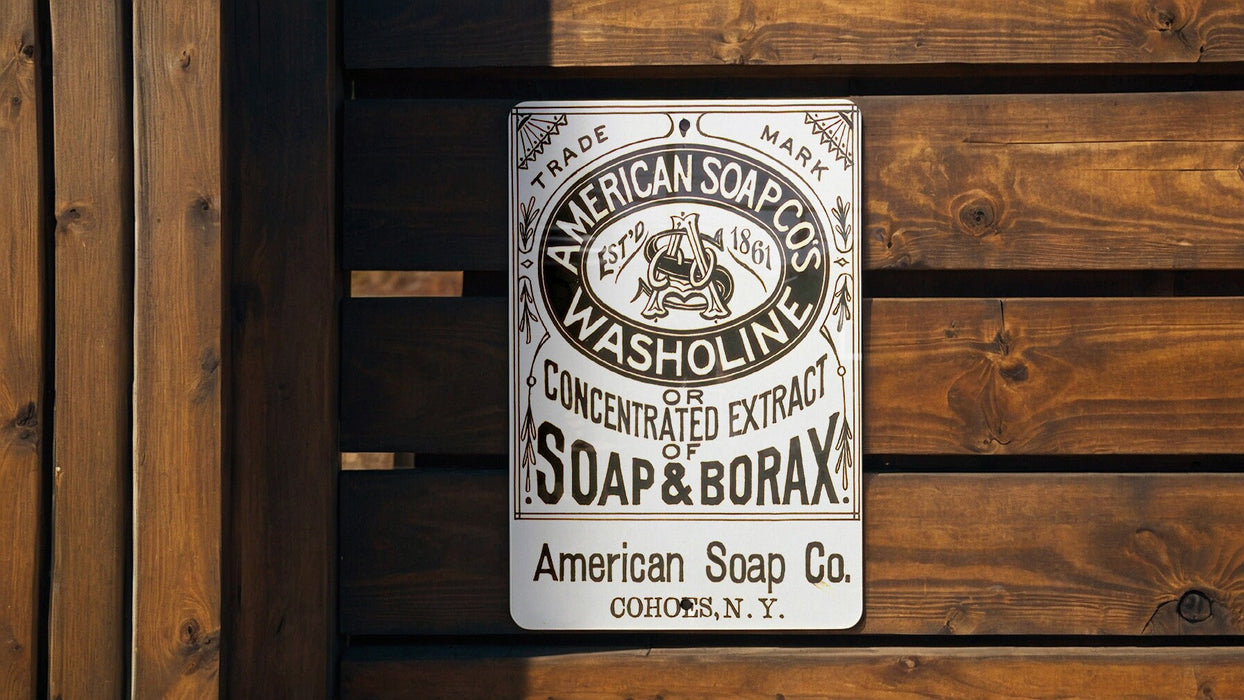 TRADE MARK
AMERICAN SOAP CO'S
EST'D 1861
WASHOLINE
OR
CONCENTRATED EXTRACT
OF
SOAP & BORAX
American Soap Co.
COHOES, N. Y.